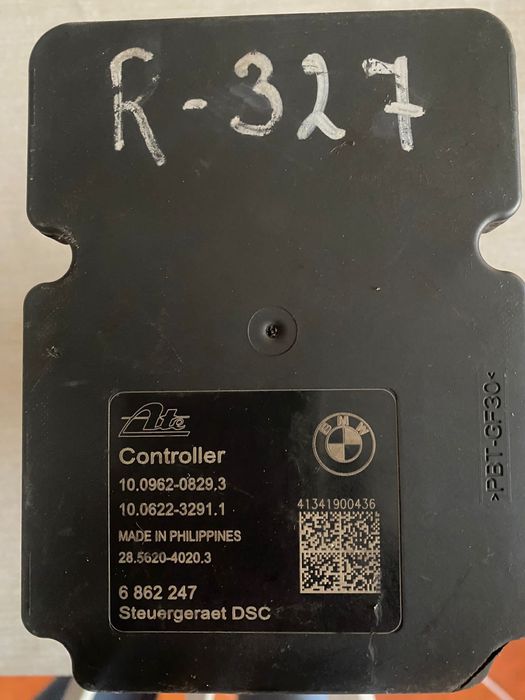 R-327
Ate
BMW
Controller
10.0962-0829.3
10.0622-3291.1
41341900436
MADE IN PHILIPPINES
28.5620-4020.3
6 862 247
Steuergeraet DSC
>PBT-GF30<